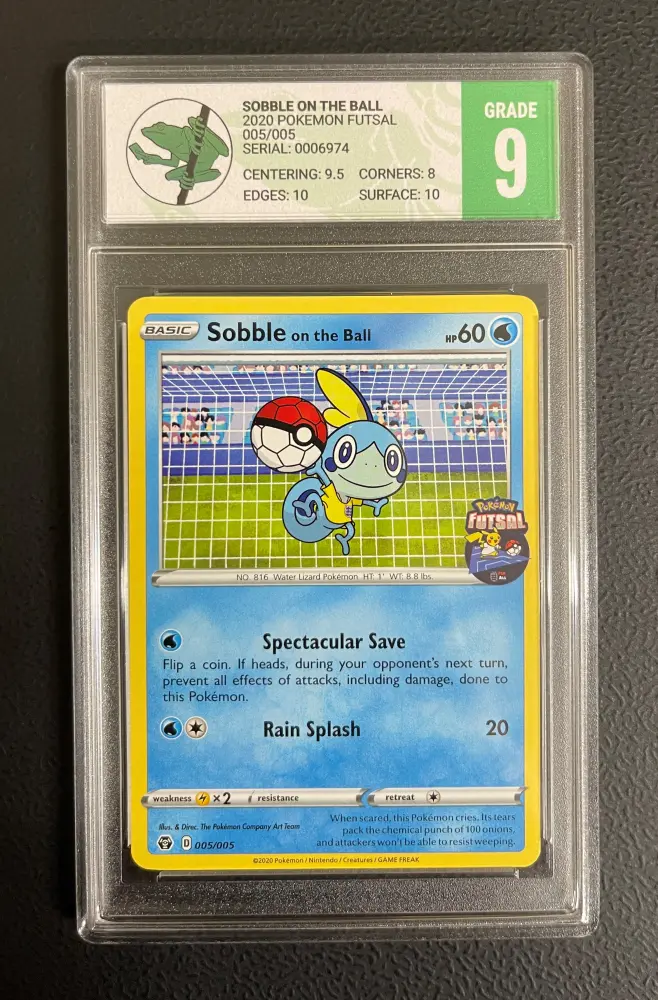 SOBBLE ON THE BALL
2020 POKEMON FUTSAL
005/005
SERIAL: 0006974
CENTERING: 9.5 CORNERS: 8
EDGES: 10 SURFACE: 10
GRADE
9
BASIC Sobble on the Ball HP60
POKÉMON
FUTSAL
NO. 816 Water Lizard Pokémon HT: 1' WT: 8.8 lbs.
Spectacular Save
Flip a coin. If heads, during your opponent's next turn,
prevent all effects of attacks, including damage, done to
this Pokémon.
Rain Splash 20
weakness ×2 resistance retreat
When scared, this Pokémon cries. Its tears
pack the chemical punch of 100 onions,
and attackers won't be able to resist weeping.
Illus. & Direc. The Pokémon Company Art Team
D 005/005
©2020 Pokémon / Nintendo / Creatures / GAME FREAK